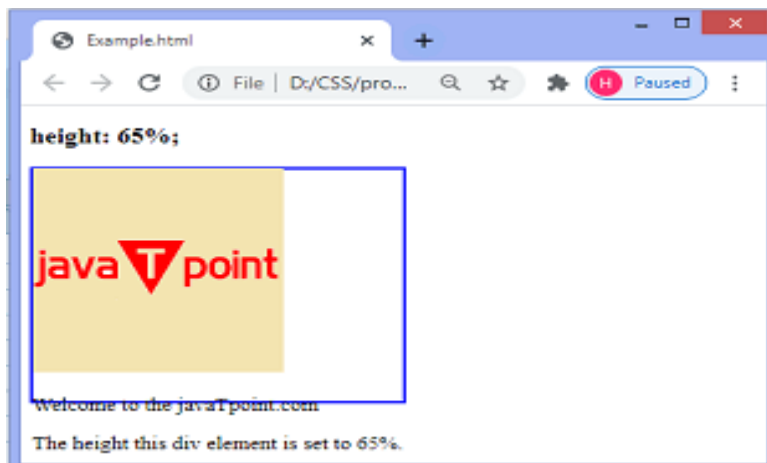 Example.html
File | D:/CSS/pro...
H Paused
height: 65%;
javaTpoint
Welcome to the javaTpoint.com
The height this div element is set to 65%.